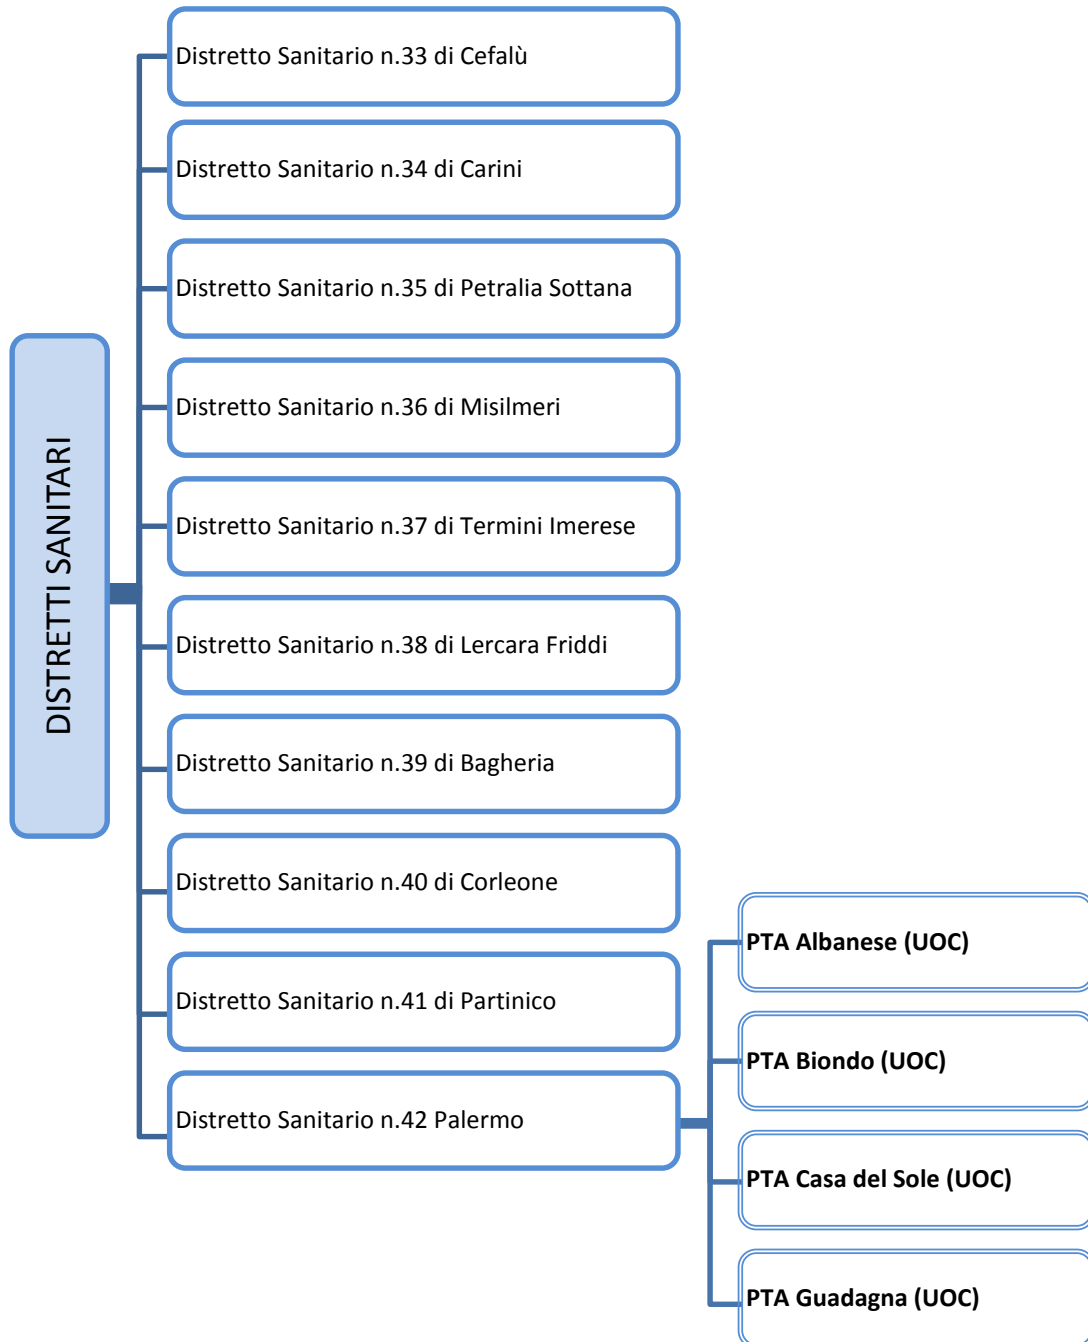 DISTRETTI SANITARI
Distretto Sanitario n.33 di Cefalù
Distretto Sanitario n.34 di Carini
Distretto Sanitario n.35 di Petralia Sottana
Distretto Sanitario n.36 di Misilmeri
Distretto Sanitario n.37 di Termini Imerese
Distretto Sanitario n.38 di Lercara Friddi
Distretto Sanitario n.39 di Bagheria
Distretto Sanitario n.40 di Corleone
Distretto Sanitario n.41 di Partinico
Distretto Sanitario n.42 Palermo
PTA Albanese (UOC)
PTA Biondo (UOC)
PTA Casa del Sole (UOC)
PTA Guadagna (UOC)